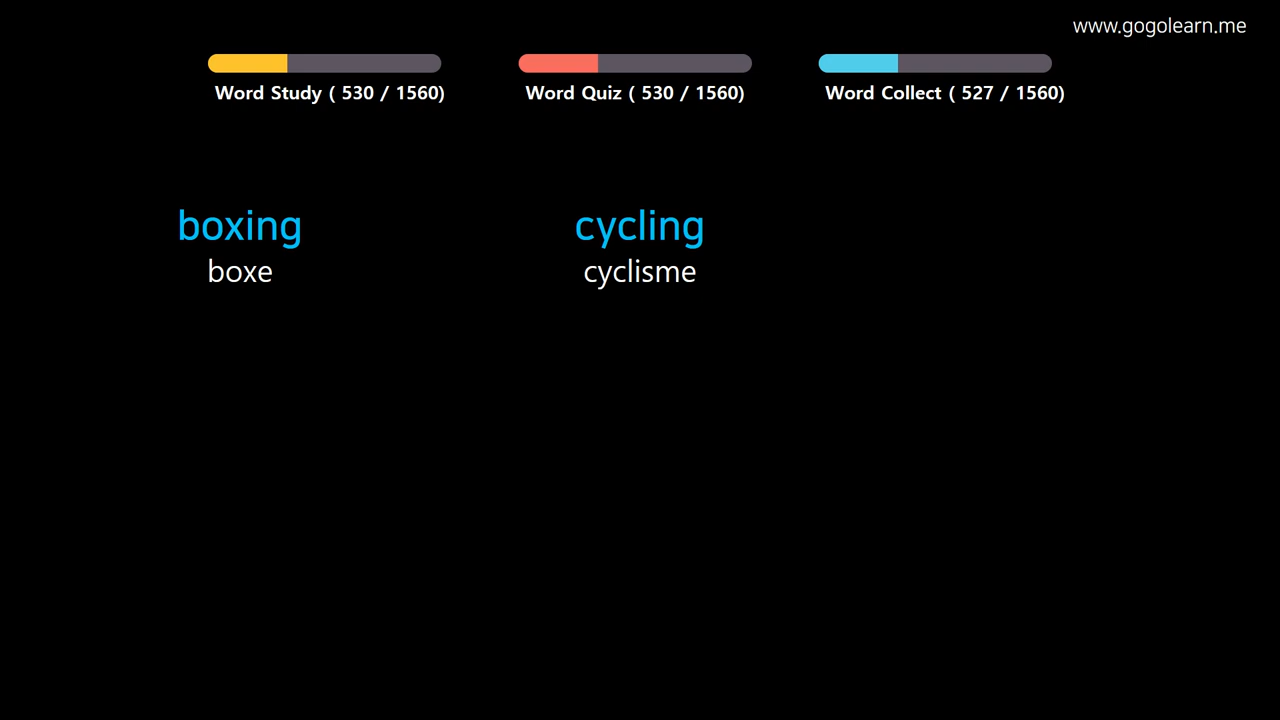 www.gogolearn.me
Word Study ( 530 / 1560)
Word Quiz ( 530 / 1560)
Word Collect ( 527 / 1560)
boxing
boxe
cycling
cyclisme